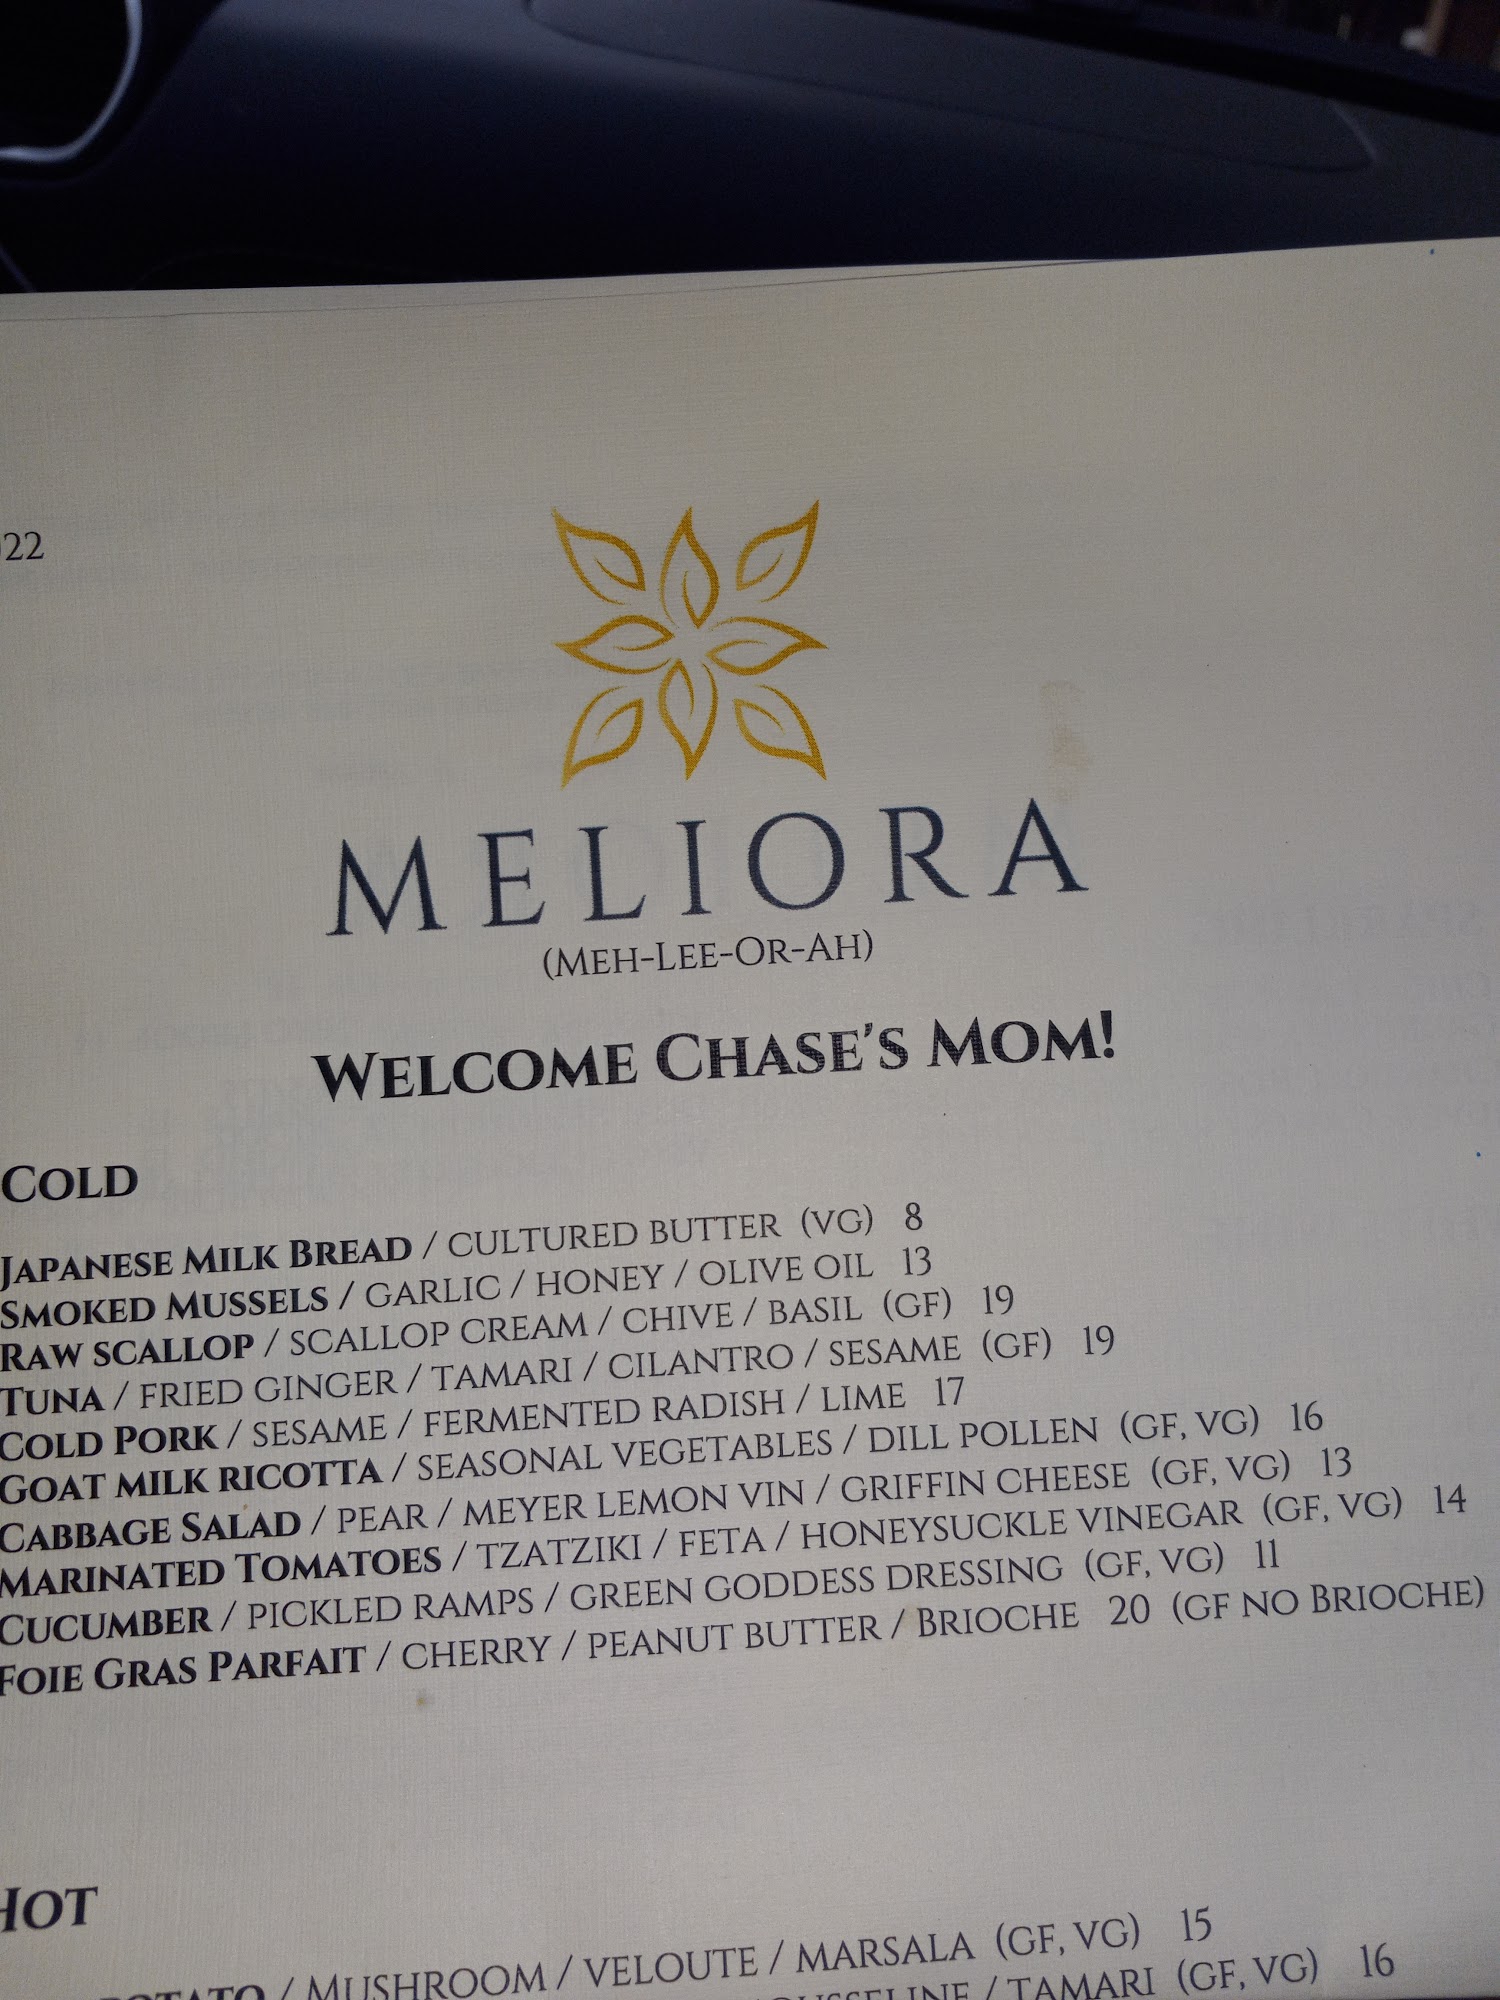 022
MELIORA
(MEH-LEE-OR-AH)
WELCOME CHASE'S MOM!
COLD
JAPANESE MILK BREAD / CULTURED BUTTER (VG) 8
SMOKED MUSSELS / GARLIC / HONEY / OLIVE OIL 13
RAW SCALLOP / SCALLOP CREAM / CHIVE / BASIL (GF) 19
TUNA / FRIED GINGER / TAMARI / CILANTRO / SESAME (GF) 19
COLD PORK / SESAME / FERMENTED RADISH / LIME 17
GOAT MILK RICOTTA / SEASONAL VEGETABLES / DILL POLLEN (GF, VG) 16
CABBAGE SALAD / PEAR / MEYER LEMON VIN / GRIFFIN CHEESE (GF, VG) 13
MARINATED TOMATOES / TZATZIKI / FETA / HONEYSUCKLE VINEGAR (GF, VG) 14
CUCUMBER / PICKLED RAMPS / GREEN GODDESS DRESSING (GF, VG) 11
FOIE GRAS PARFAIT / CHERRY / PEANUT BUTTER / BRIOCHE 20 (GF NO BRIOCHE)
HOT
POTATO / MUSHROOM / VELOUTE / MARSALA (GF, VG) 15
/ TAMARI (GF, VG) 16